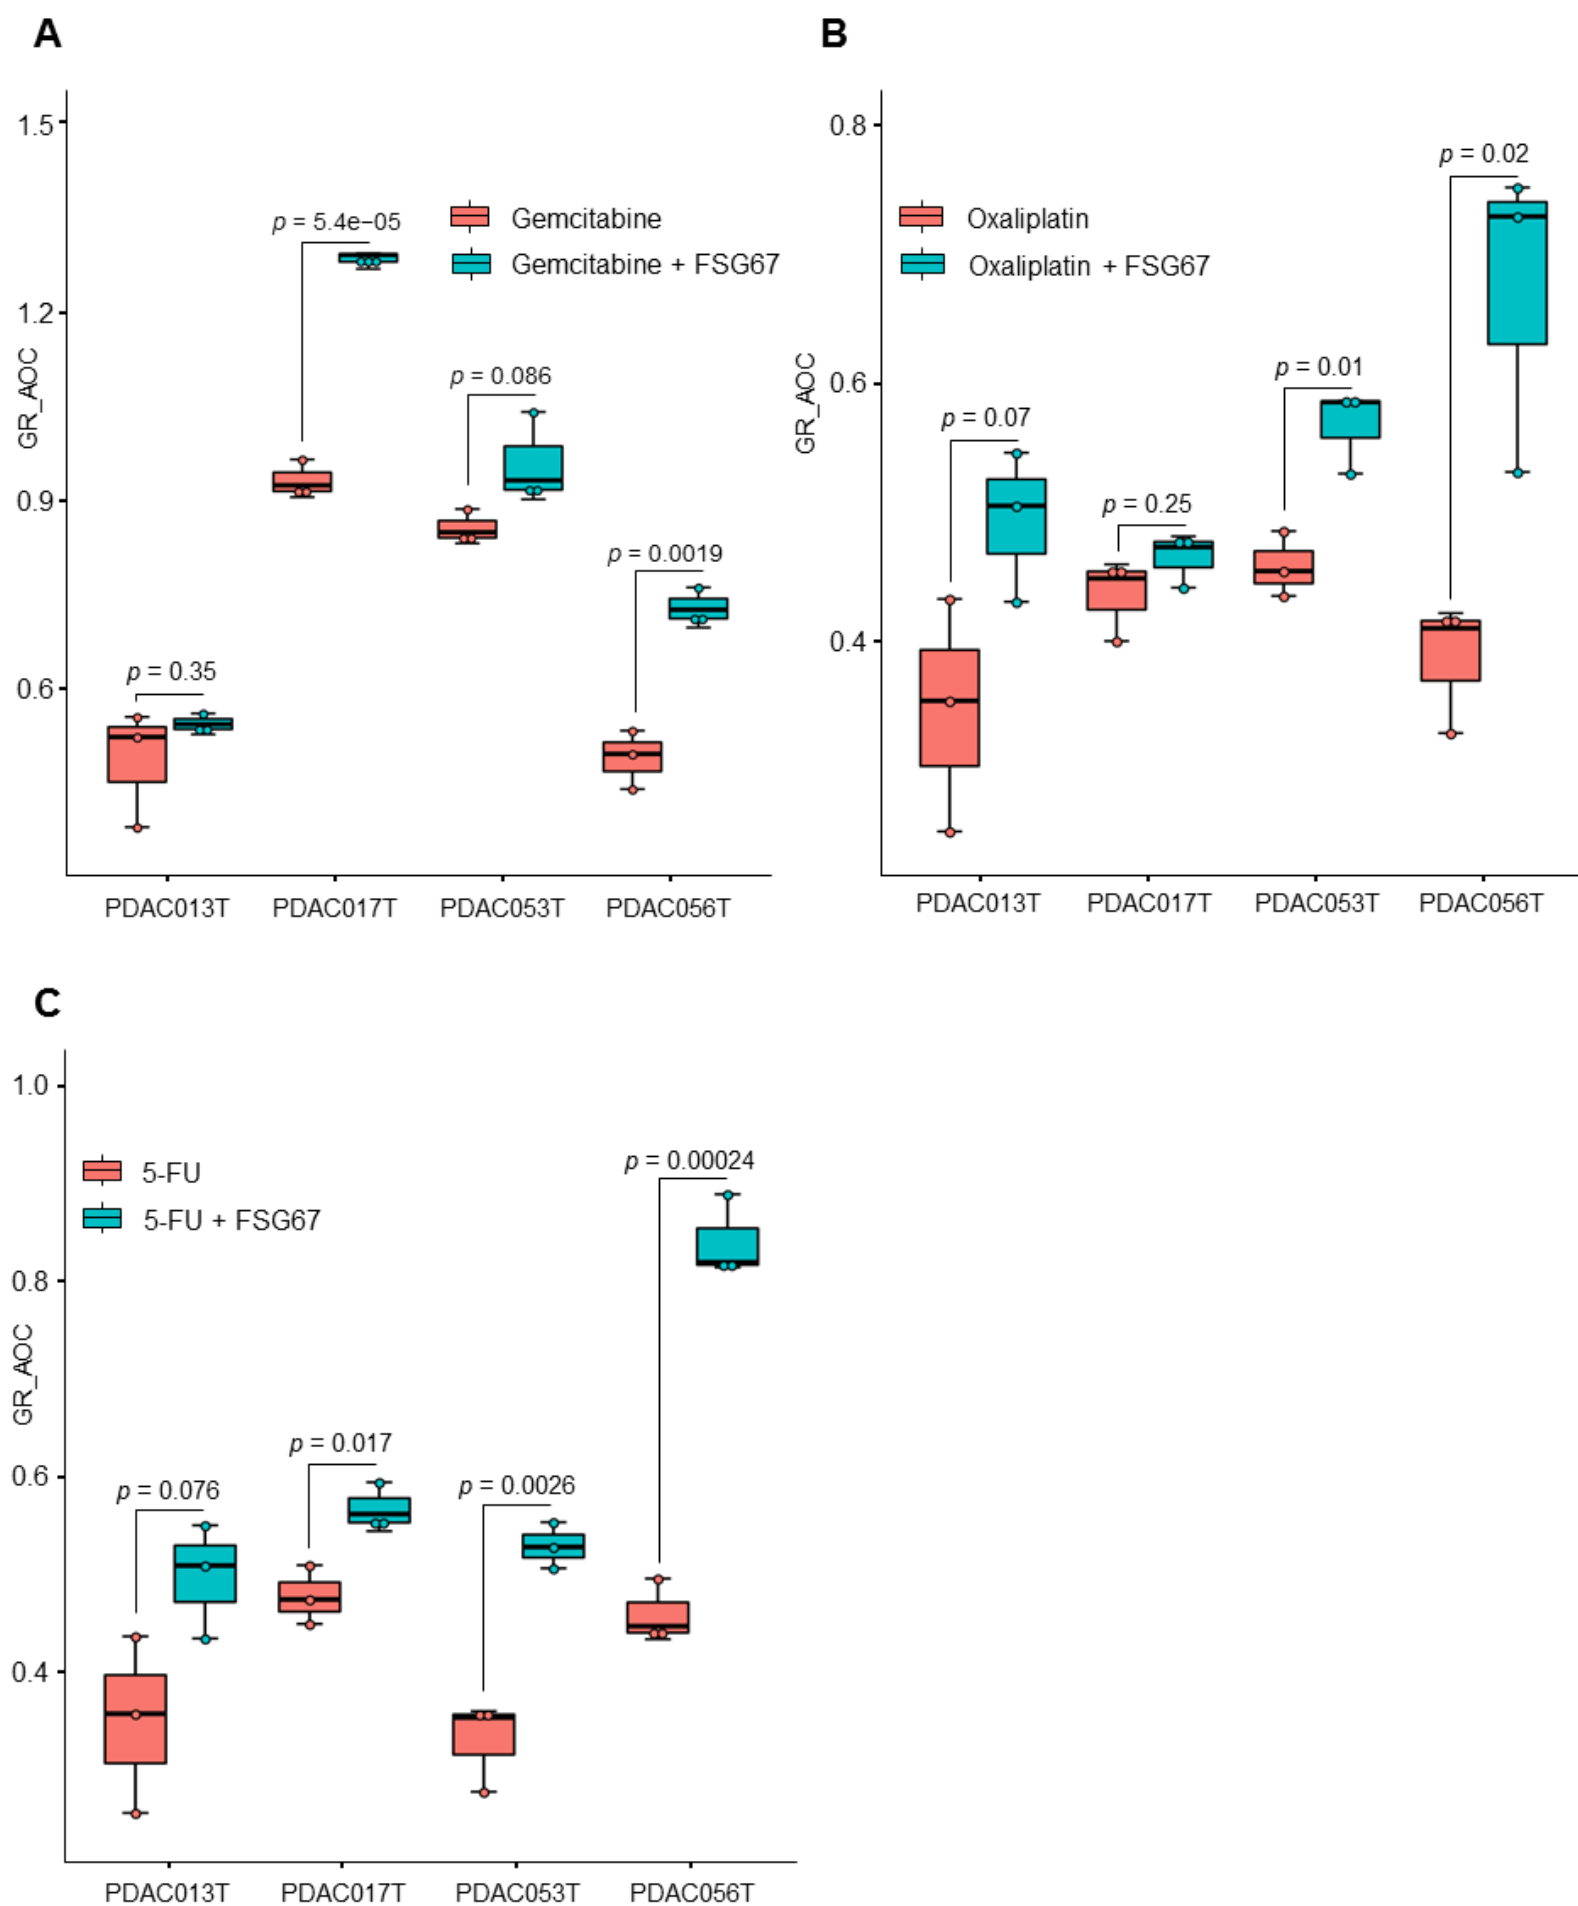 A
1.5
1.2
0.9
0.6
GR_AOC
p = 5.4e−05
Gemcitabine
Gemcitabine + FSG67
p = 0.086
p = 0.0019
p = 0.35
PDAC013T PDAC017T PDAC053T PDAC056T
B
0.8
0.6
0.4
GR_AOC
p = 0.02
Oxaliplatin
Oxaliplatin + FSG67
p = 0.01
p = 0.07
p = 0.25
PDAC013T PDAC017T PDAC053T PDAC056T
C
1.0
0.8
0.6
0.4
GR_AOC
p = 0.00024
5-FU
5-FU + FSG67
p = 0.017
p = 0.076
p = 0.0026
PDAC013T PDAC017T PDAC053T PDAC056T